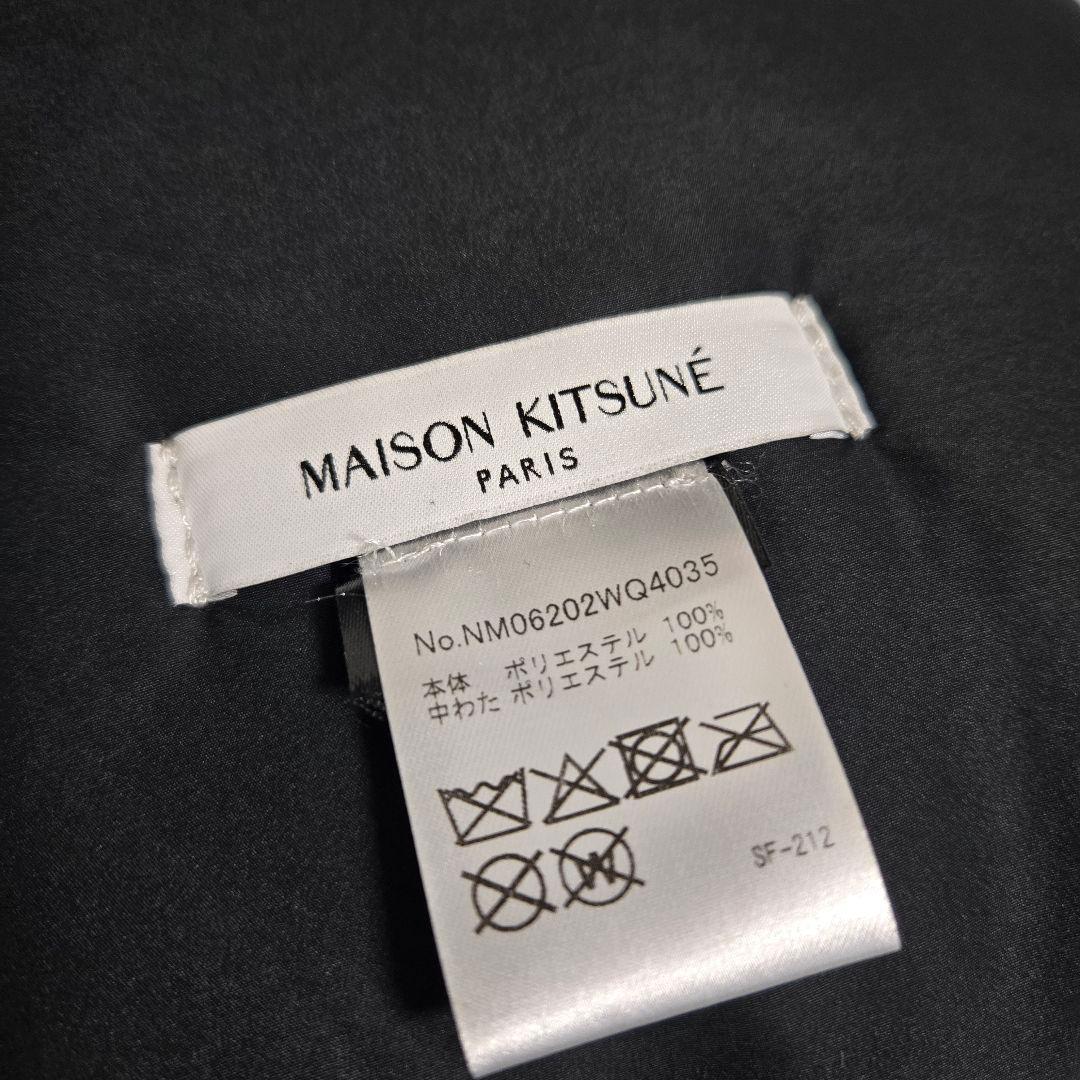 MAISON KITSUNÉ
PARIS
No.NM06202WQ4035
本体 ポリエステル 100%
中わた ポリエステル 100%
W
SF-212